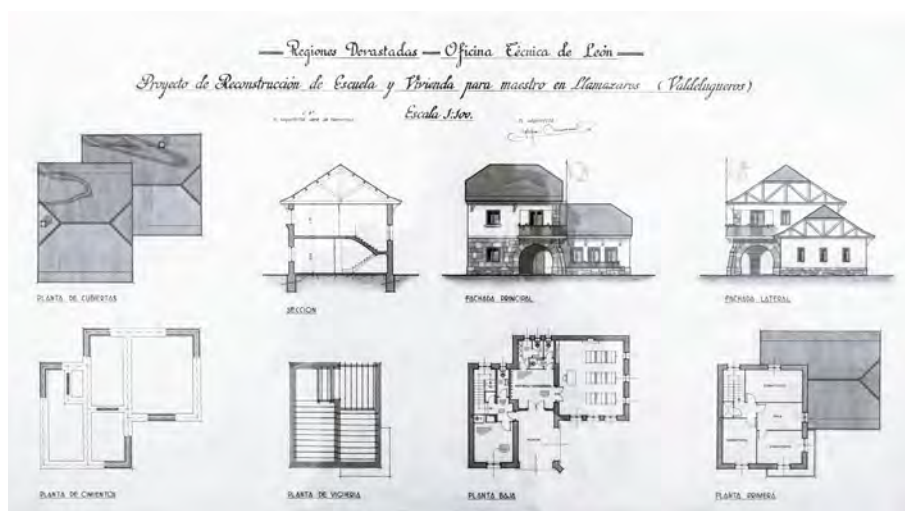 Regiones Devastadas — Oficina Técnica de León
Proyecto de Reconstrucción de Escuela y Vivienda para maestro en Llamazares (Valdelugueros)
Escala 1:100.
EL ARQUITECTO
PLANTA DE CUBIERTAS
SECCION
FACHADA PRINCIPAL
FACHADA LATERAL
PLANTA DE CIMIENTOS
PLANTA DE VIGUERIA
PLANTA BAJA
PLANTA PRIMERA